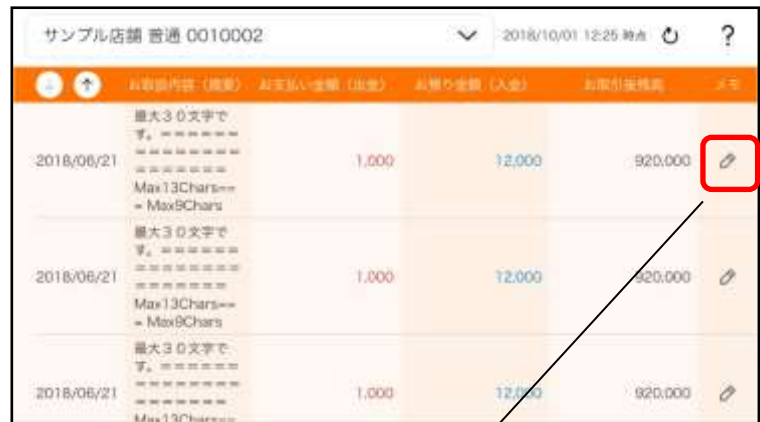 サンプル店舗 普通 0010002
2018/10/01 12:25 時点
?
お取扱内容(摘要) お支払い金額(出金) お預り金額(入金) お取引後残高 メモ
最大30文字で
す。======
========
2018/06/21 ======= 1,000 12,000 920,000
Max13Chars==
= Max9Chars
最大30文字で
す。======
========
2018/06/21 ======= 1,000 12,000 920,000
Max13Chars==
= Max9Chars
最大30文字で
す。======
========
2018/06/21 ======= 1,000 12,000 920,000
Max13Chars==